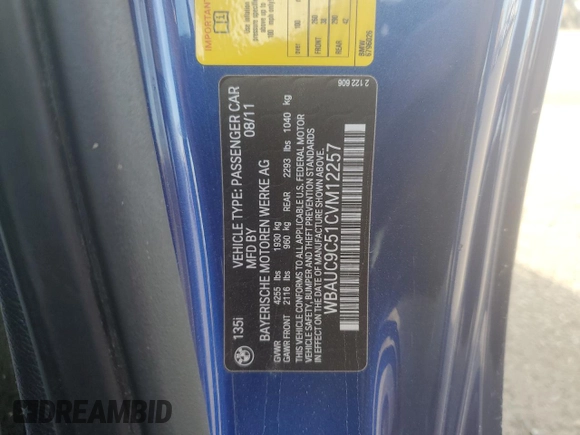 IMPORTANT
135i
VEHICLE TYPE: PASSENGER CAR
MFD BY 08/11
BAYERISCHE MOTOREN WERKE AG
GVWR 4255 lbs 1930 kg
GAWR FRONT 2116 lbs 960 kg REAR 2293 lbs 1040 kg
THIS VEHICLE CONFORMS TO ALL APPLICABLE U.S. FEDERAL MOTOR
VEHICLE SAFETY, BUMPER AND THEFT PREVENTION STANDARDS
IN EFFECT ON DATE OF MANUFACTURE SHOWN ABOVE.
WBAUC9C51CVM12257
2 122 606
FRONT
REAR
BMW
DREAMBID